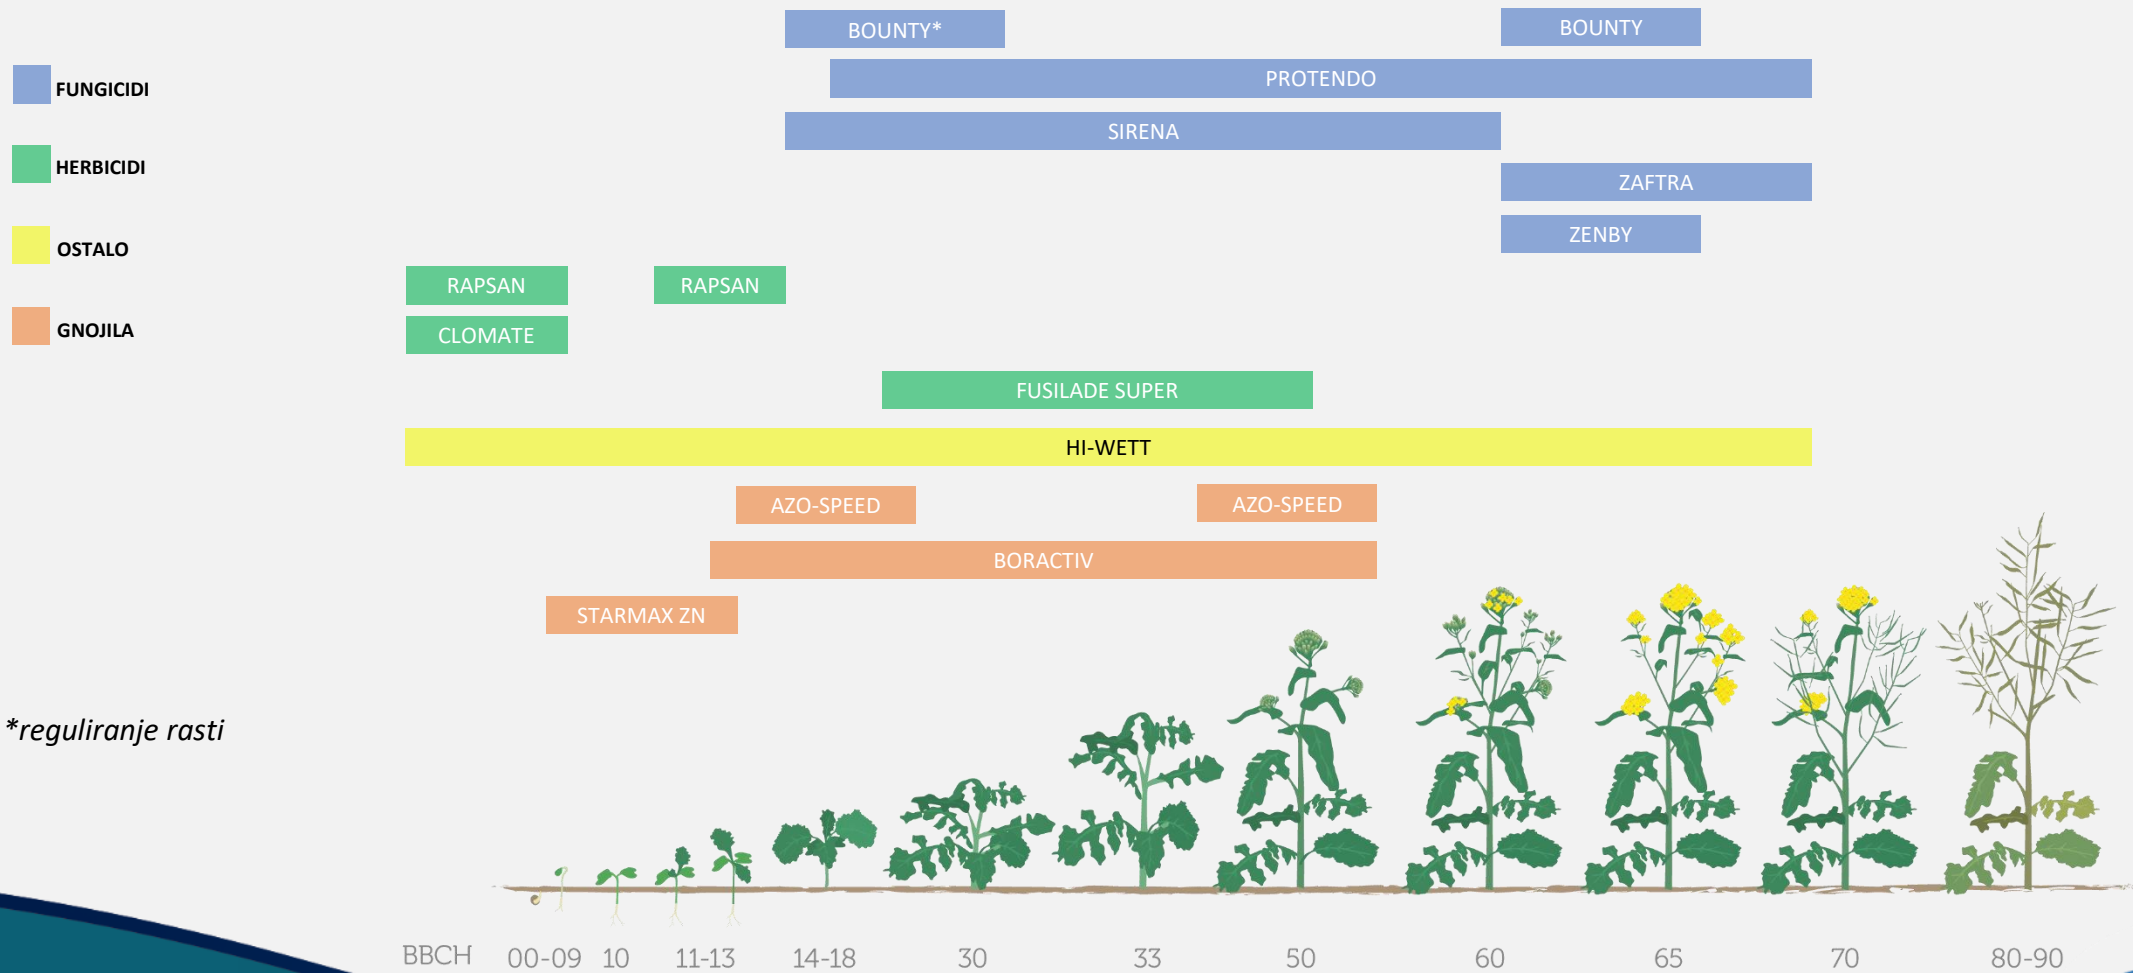 FUNGICIDI
HERBICIDI
OSTALO
GNOJILA
BOUNTY* BOUNTY
PROTENDO
SIRENA
ZAFTRA
ZENBY
RAPSAN RAPSAN
CLOMATE
FUSILADE SUPER
HI-WETT
AZO-SPEED AZO-SPEED
BORACTIV
STARMAX ZN
*reguliranje rasti
BBCH 00-09 10 11-13 14-18 30 33 50 60 65 70 80-90